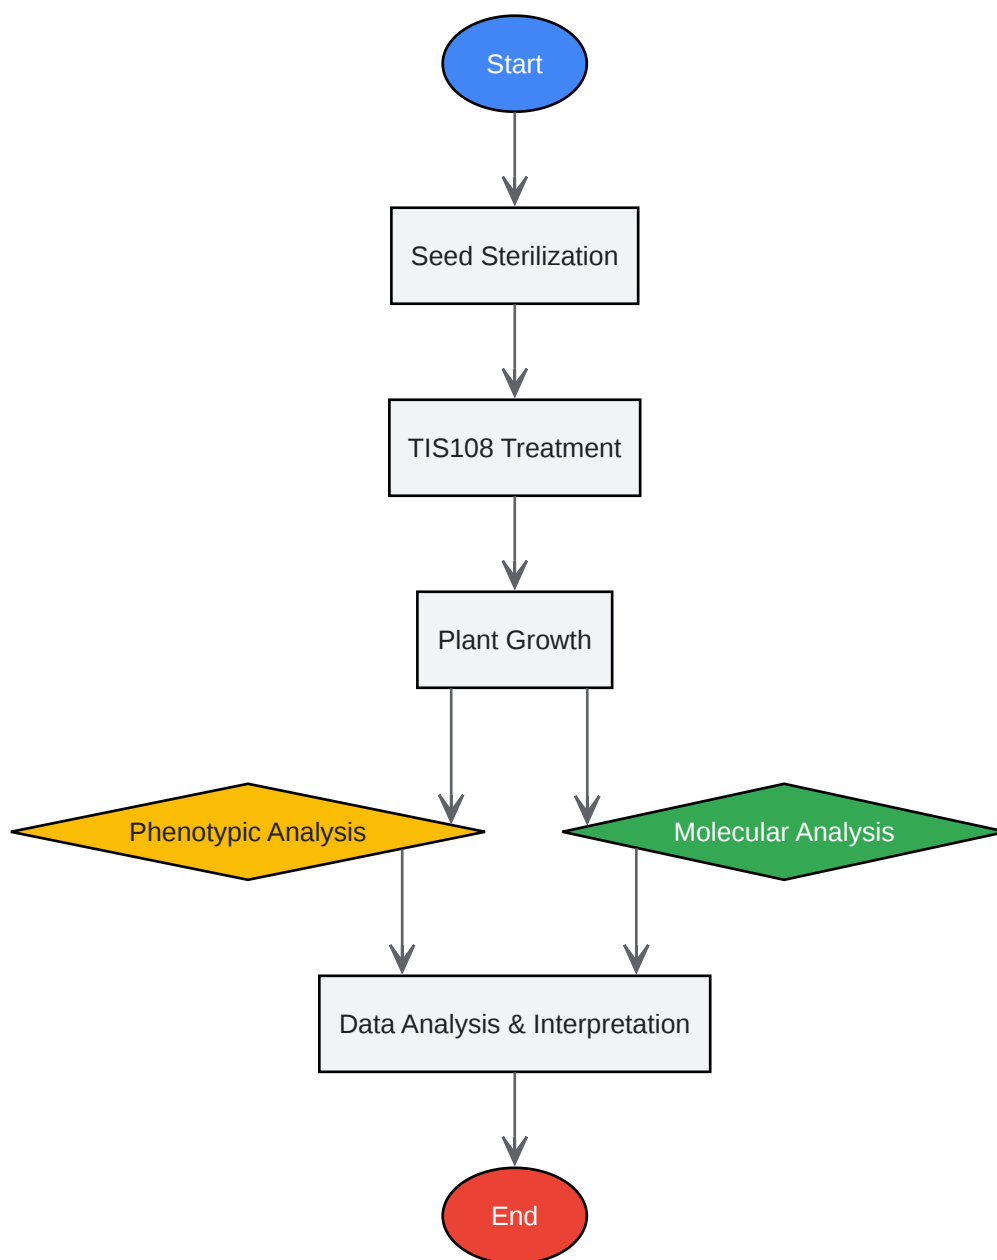 Start
Seed Sterilization
TIS108 Treatment
Plant Growth
Phenotypic Analysis
Molecular Analysis
Data Analysis & Interpretation
End